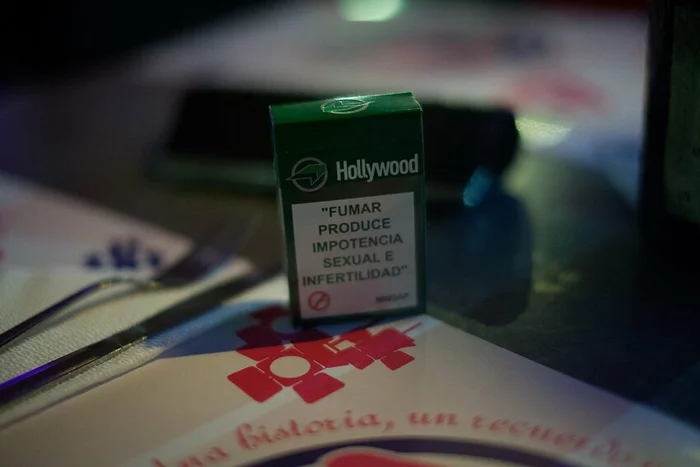 Hollywood
"FUMAR
PRODUCE
IMPOTENCIA
SEXUAL E
INFERTILIDAD"
Una historia, un recuerdo